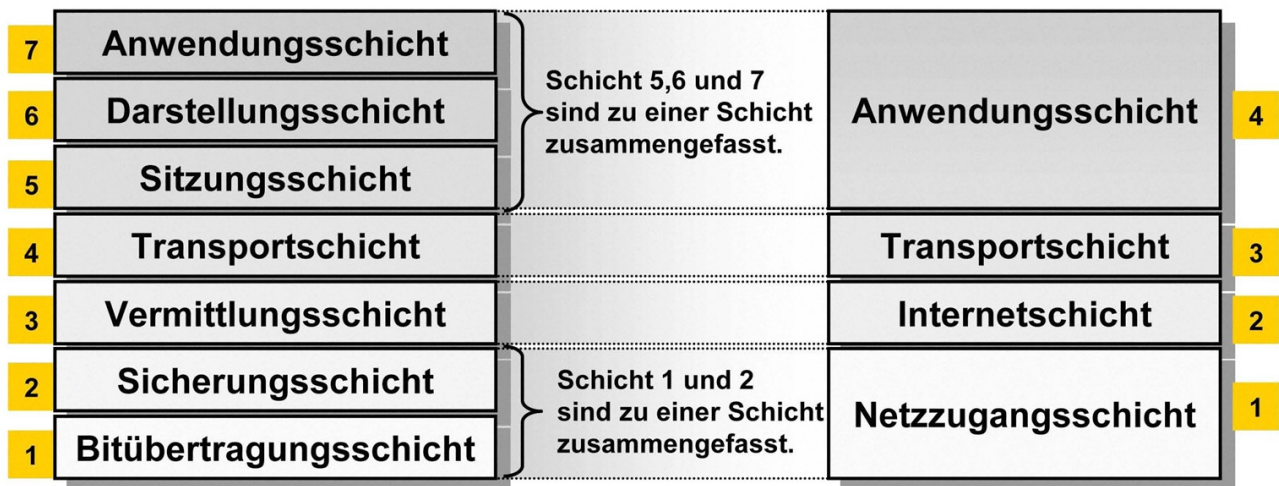 7 Anwendungsschicht
6 Darstellungsschicht
5 Sitzungsschicht
4 Transportschicht
3 Vermittlungsschicht
2 Sicherungsschicht
1 Bitübertragungsschicht
Schicht 5,6 und 7
sind zu einer Schicht
zusammengefasst.
Schicht 1 und 2
sind zu einer Schicht
zusammengefasst.
Anwendungsschicht 4
Transportschicht 3
Internetschicht 2
Netzzugangsschicht 1